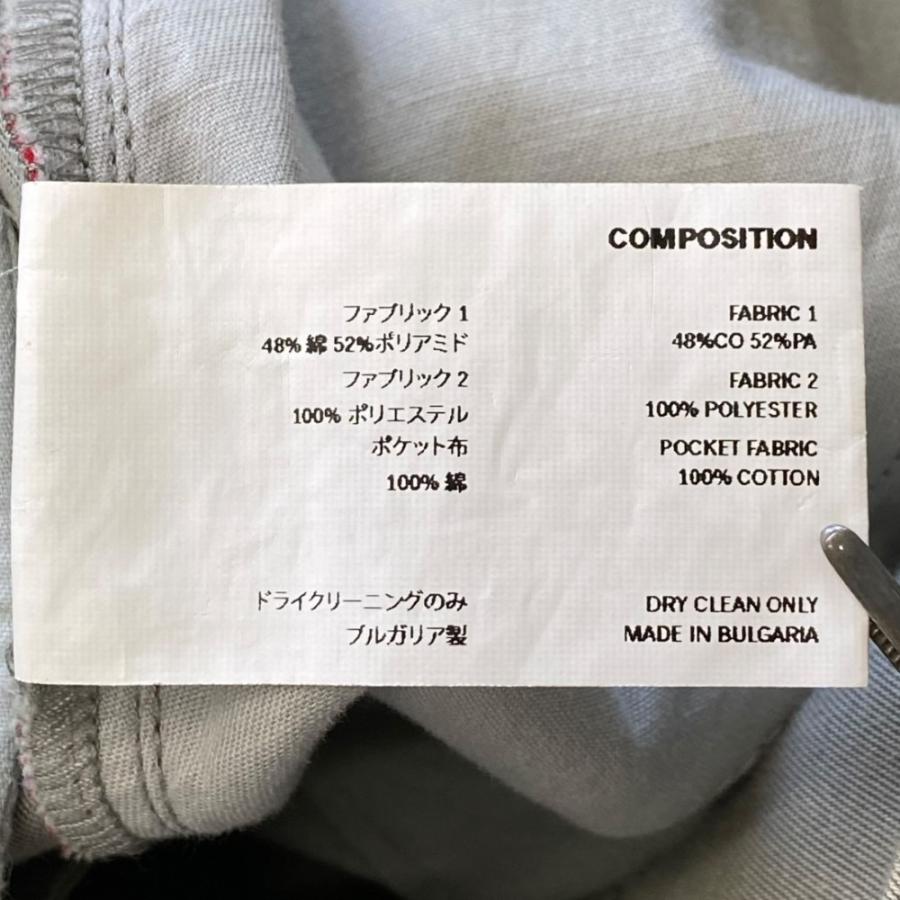 COMPOSITION
ファブリック 1
48% 綿 52%ポリアミド
ファブリック 2
100% ポリエステル
ポケット布
100% 綿
ドライクリーニングのみ
ブルガリア製
FABRIC 1
48%CO 52%PA
FABRIC 2
100% POLYESTER
POCKET FABRIC
100% COTTON
DRY CLEAN ONLY
MADE IN BULGARIA